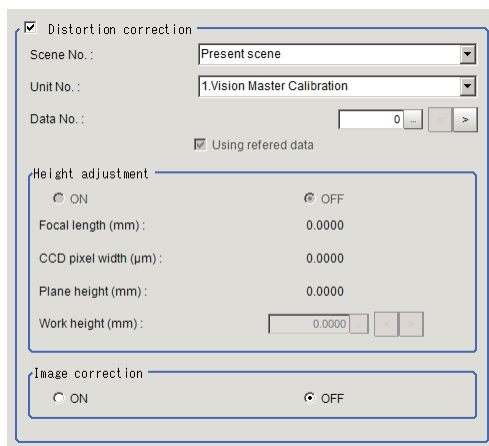 Distortion correction
Scene No. : Present scene
Unit No. : 1.Vision Master Calibration
Data No. : 0 ... < >
Using refered data
Height adjustment
ON OFF
Focal length (mm) : 0.0000
CCD pixel width (µm) : 0.0000
Plane height (mm) : 0.0000
Work height (mm) : 0.0000 ... < >
Image correction
ON OFF